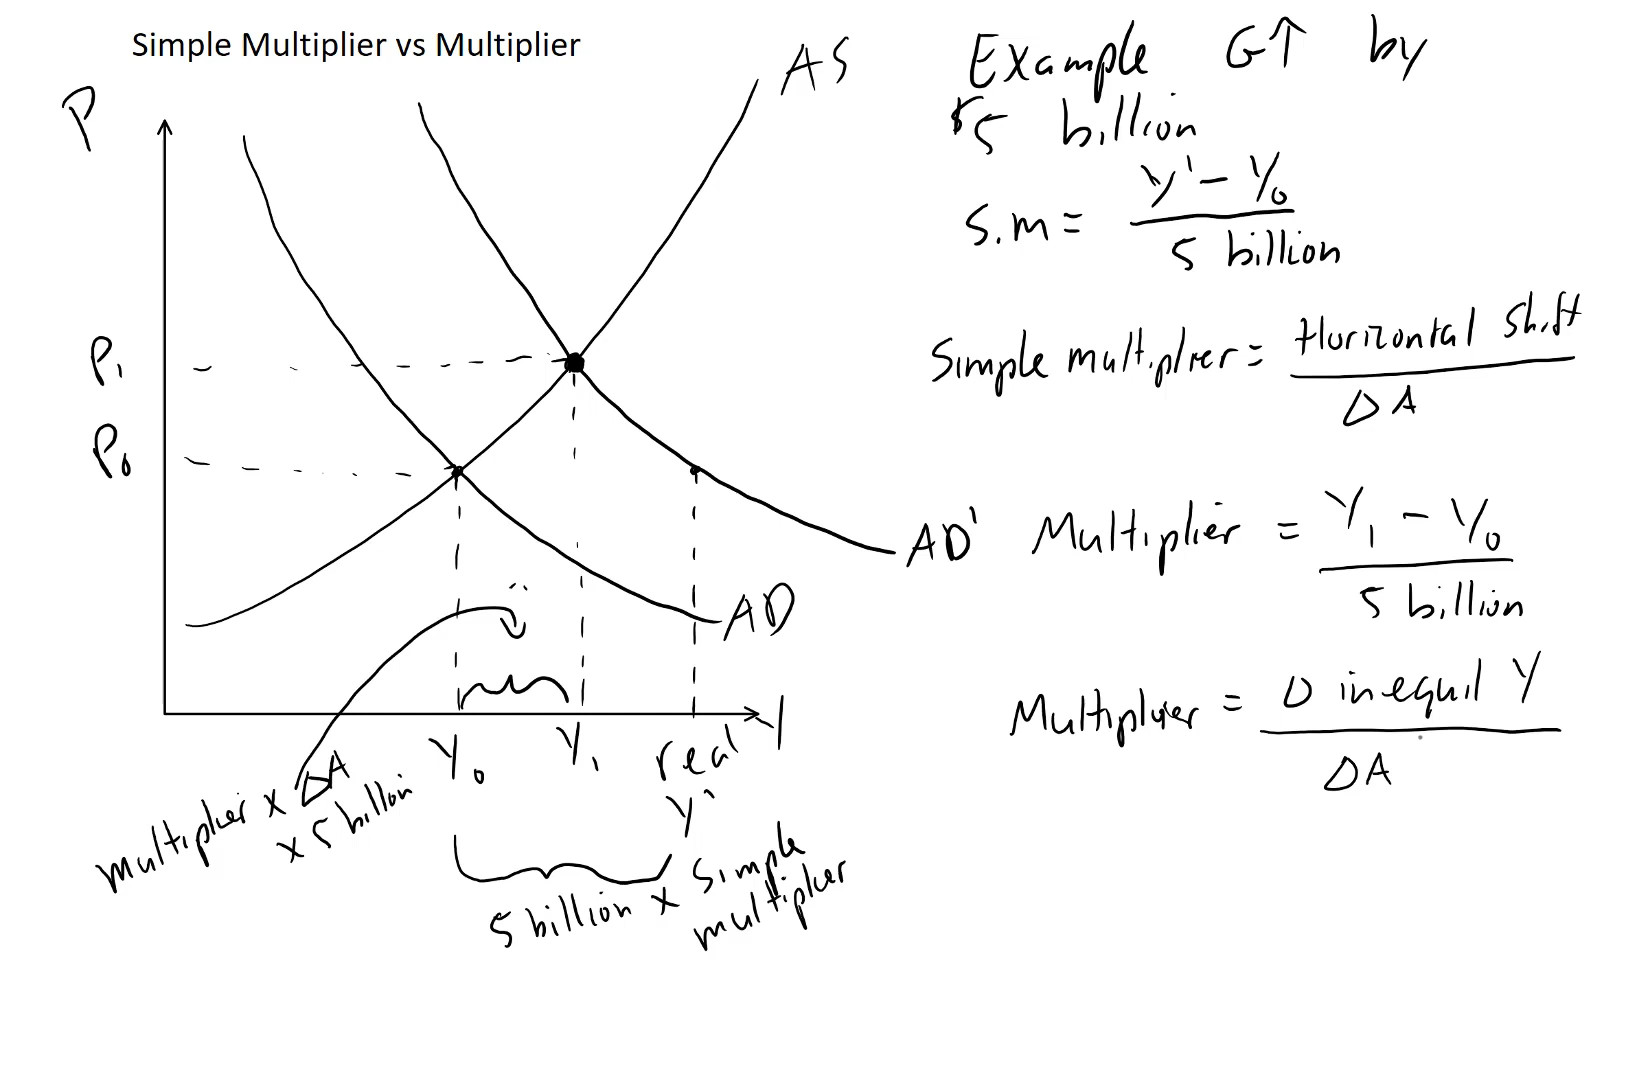 Simple Multiplier vs Multiplier
P
AS
P₁
P₀
AD'
AD
Y
Y₀
Y₁
real
Y'
multiplier x ΔA
x 5 billion
5 billion x simple
multiplier
Example G↑ by
$5 billion
S.m = Y' - Y₀
5 billion
Simple multiplier = Horizontal shift
ΔA
Multiplier = Y₁ - Y₀
5 billion
Multiplier = Δ in equil Y
ΔA